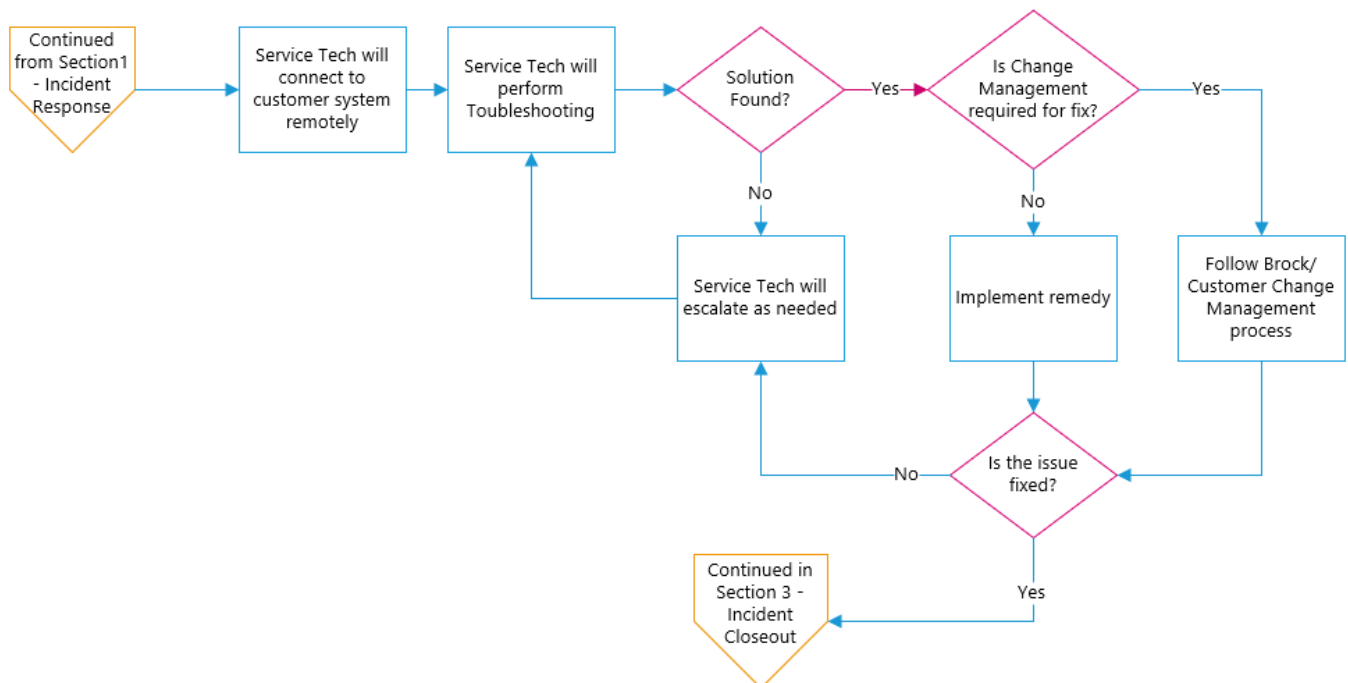 Continued
from Section1
- Incident
Response
Service Tech will
connect to
customer system
remotely
Service Tech will
perform
Toubleshooting
Solution
Found?
Yes
Is Change
Management
required for fix?
Yes
No
No
Service Tech will
escalate as needed
Implement remedy
Follow Brock/
Customer Change
Management
process
Is the issue
fixed?
No
Yes
Continued in
Section 3 -
Incident
Closeout